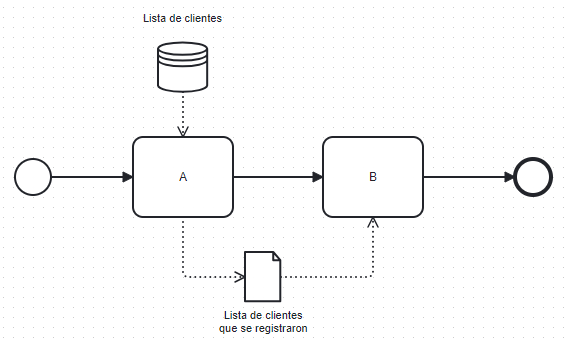 Lista de clientes
A
B
Lista de clientes
que se registraron